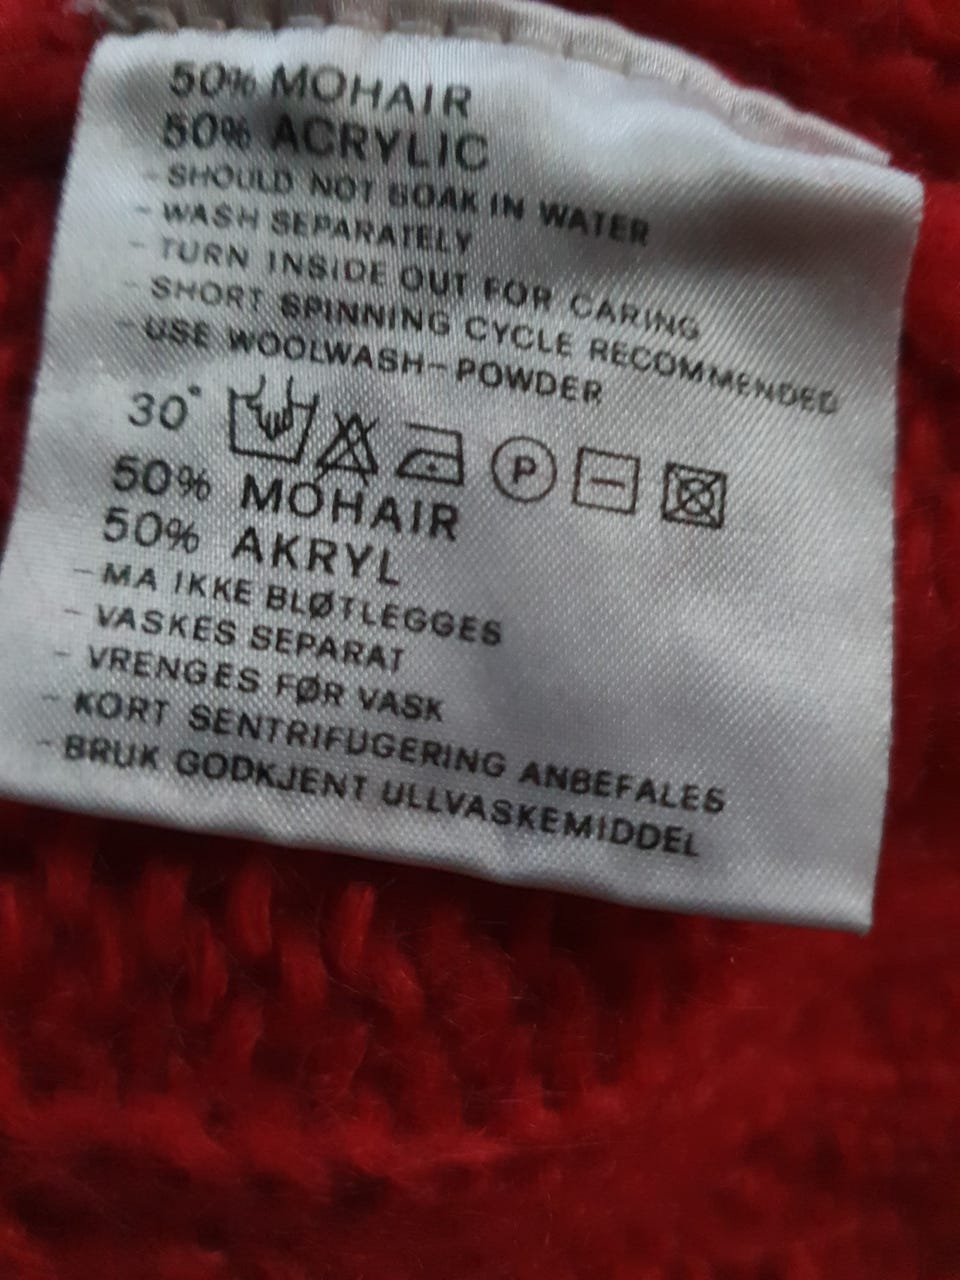 50% MOHAIR
50% ACRYLIC
- SHOULD NOT SOAK IN WATER
- WASH SEPARATELY
- TURN INSIDE OUT FOR CARING
- SHORT SPINNING CYCLE RECOMMENDED
- USE WOOLWASH-POWDER
30° P
50% MOHAIR
50% AKRYL
- MA IKKE BLØTLEGGES
- VASKES SEPARAT
- VRENGES FØR VASK
- KORT SENTRIFUGERING ANBEFALES
- BRUK GODKJENT ULLVASKEMIDDEL